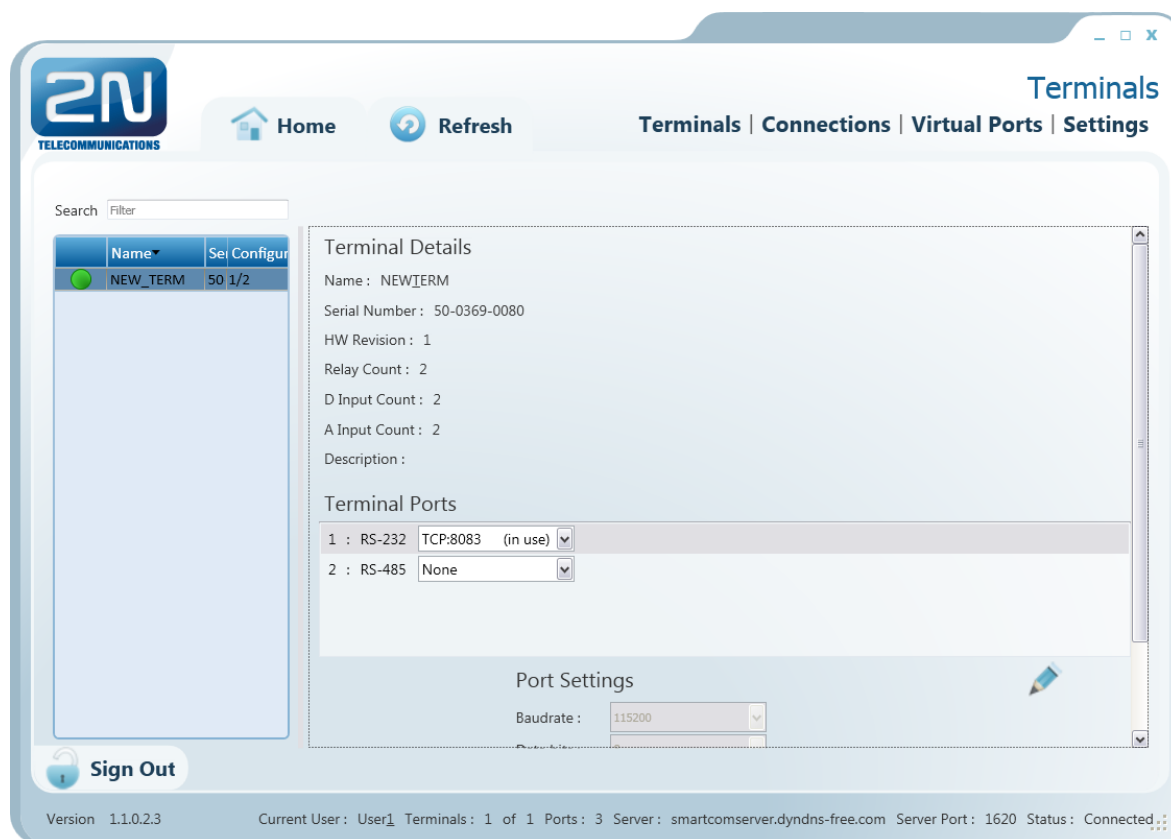 _ □ X
2N
TELECOMMUNICATIONS
Home
Refresh
Terminals
Terminals | Connections | Virtual Ports | Settings
Search Filter
Name Configur
NEW_TERM 50 1/2
Terminal Details
Name : NEWTERM
Serial Number : 50-0369-0080
HW Revision : 1
Relay Count : 2
D Input Count : 2
A Input Count : 2
Description :
Terminal Ports
1 : RS-232 TCP:8083 (in use)
2 : RS-485 None
Port Settings
Baudrate : 115200
Sign Out
Version 1.1.0.2.3
Current User : User1 Terminals : 1 of 1 Ports : 3 Server : smartcomserver.dyndns-free.com Server Port : 1620 Status : Connected